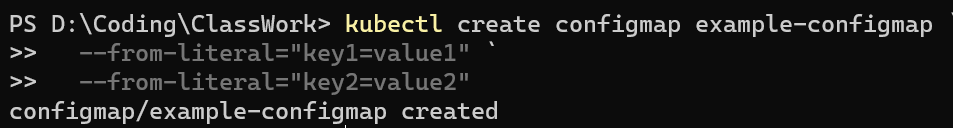 PS D:\Coding\ClassWork> kubectl create configmap example-configmap `
>>   --from-literal="key1=value1" `
>>   --from-literal="key2=value2"
configmap/example-configmap created